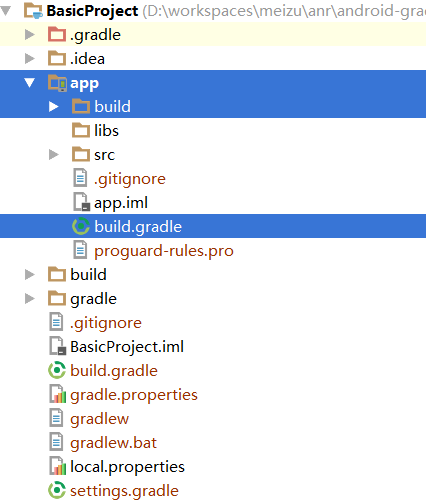 BasicProject (D:\workspaces\meizu\anr\android-grad
.gradle
.idea
app
build
libs
src
.gitignore
app.iml
build.gradle
proguard-rules.pro
build
gradle
.gitignore
BasicProject.iml
build.gradle
gradle.properties
gradlew
gradlew.bat
local.properties
settings.gradle